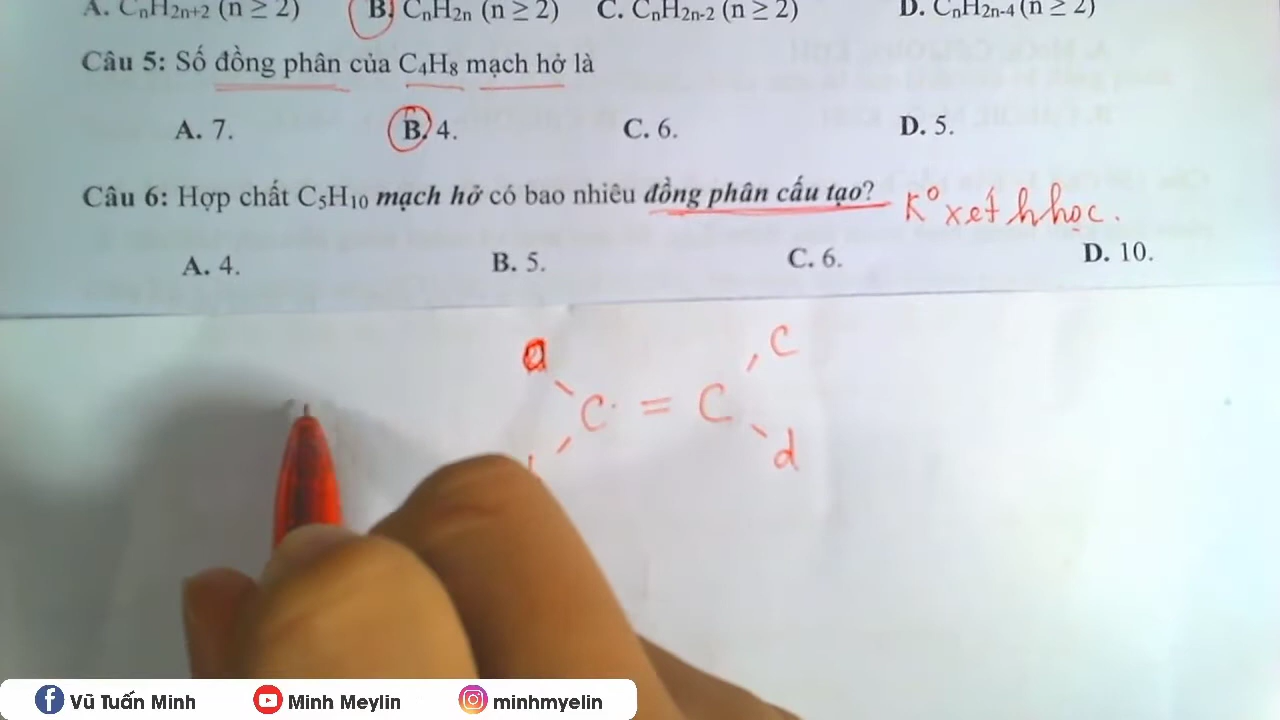 A. CnH2n+2 (n ≥ 2) B. CnH2n (n ≥ 2) C. CnH2n-2 (n ≥ 2) D. CnH2n-4 (n ≥ 2)
Câu 5: Số đồng phân của C4H8 mạch hở là
A. 7. B. 4. C. 6. D. 5.
Câu 6: Hợp chất C5H10 mạch hở có bao nhiêu đồng phân cấu tạo? K° xét h học.
A. 4. B. 5. C. 6. D. 10.
a c
C = C
d
Vũ Tuấn Minh Minh Meylin minhmyelin